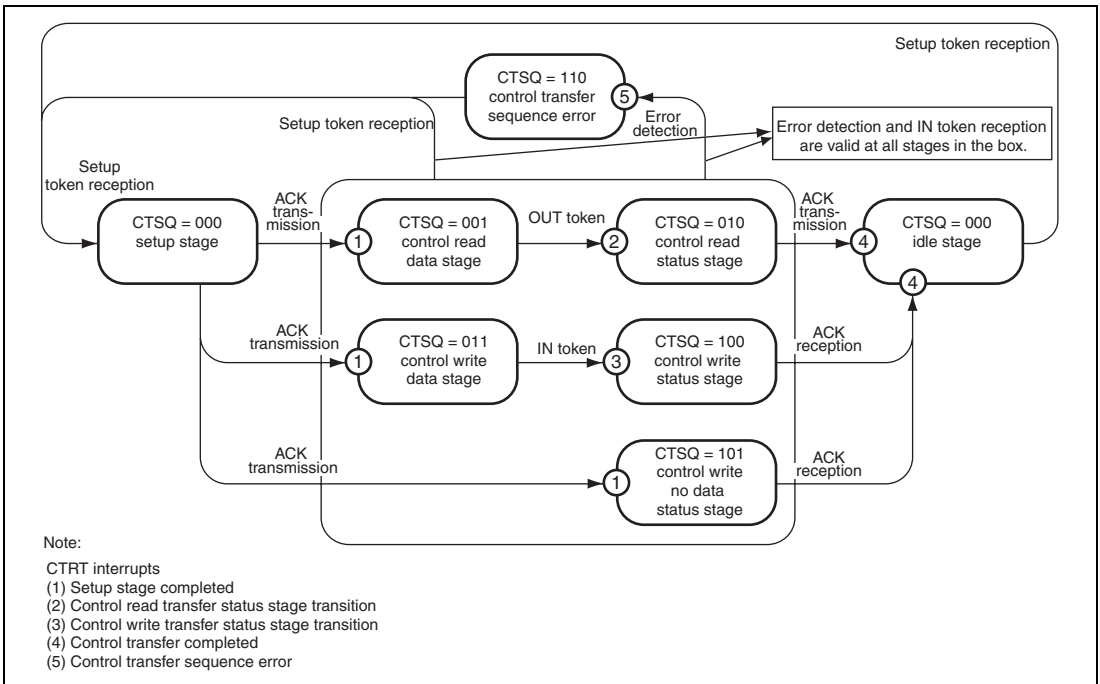 Setup token reception
CTSQ = 110
control transfer
sequence error
5
Setup token reception
Error
detection
Error detection and IN token reception
are valid at all stages in the box.
Setup
token reception
CTSQ = 000
setup stage
ACK
trans-
mission
1
CTSQ = 001
control read
data stage
OUT token
2
CTSQ = 010
control read
status stage
ACK
trans-
mission
4
CTSQ = 000
idle stage
4
ACK
transmission
1
CTSQ = 011
control write
data stage
IN token
3
CTSQ = 100
control write
status stage
ACK
reception
ACK
transmission
1
CTSQ = 101
control write
no data
status stage
ACK
reception
Note:
CTRT interrupts
(1) Setup stage completed
(2) Control read transfer status stage transition
(3) Control write transfer status stage transition
(4) Control transfer completed
(5) Control transfer sequence error